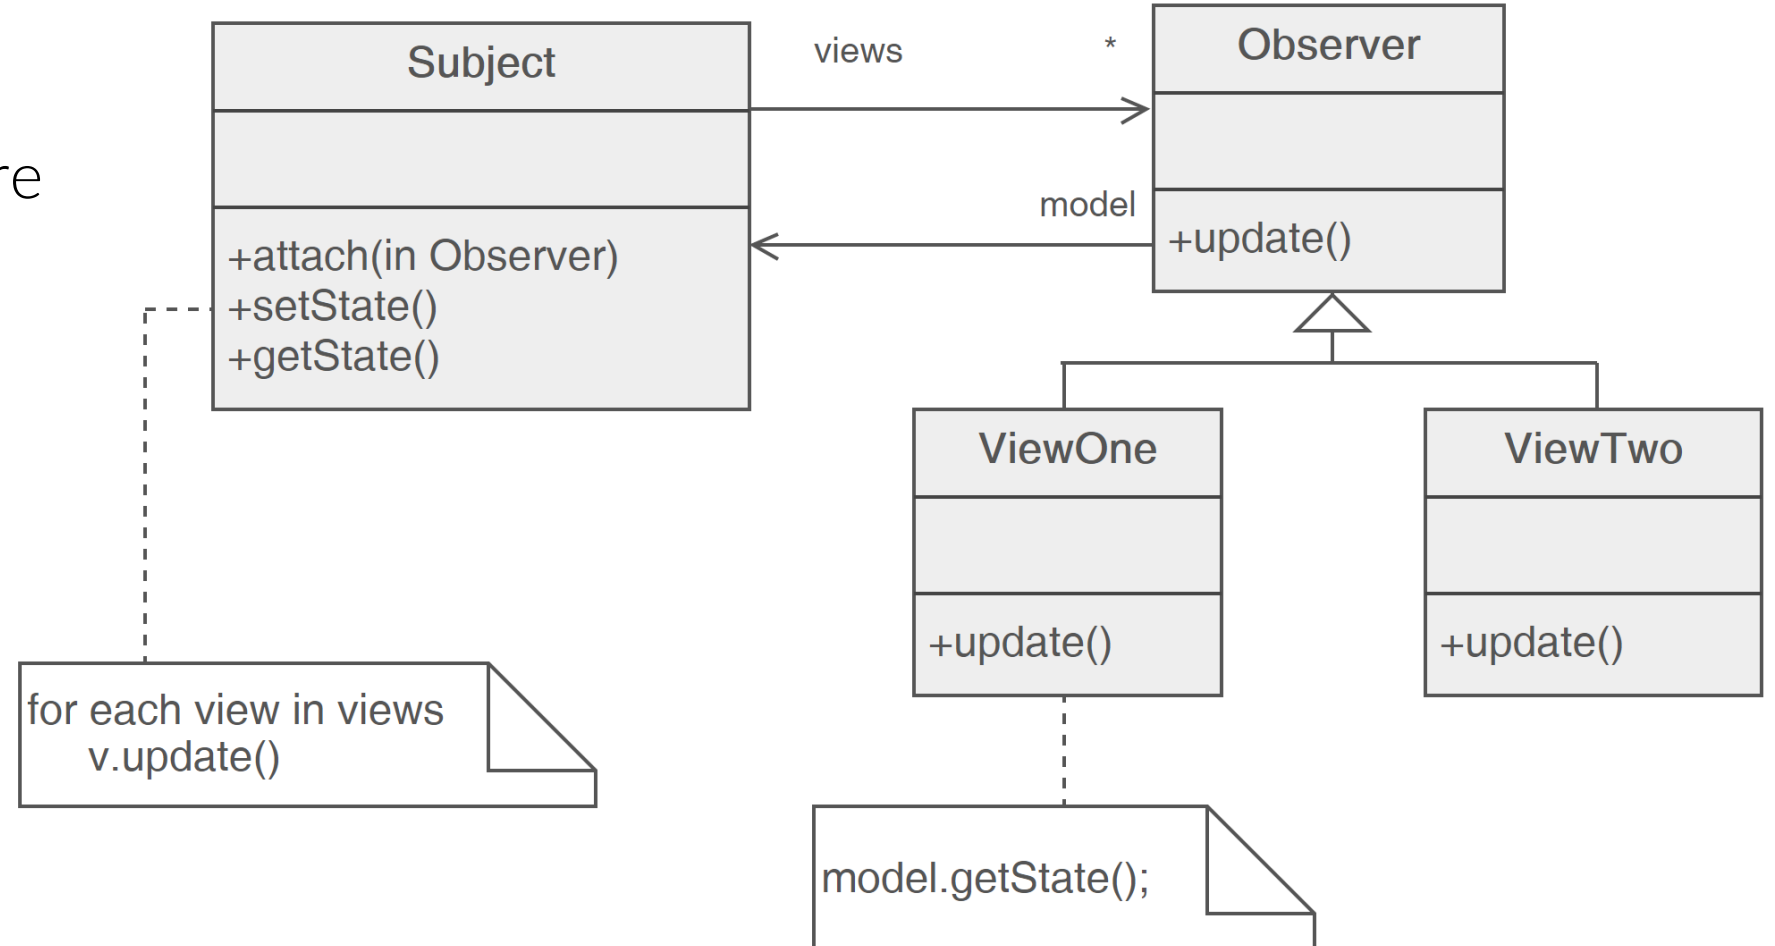 re
Subject
+attach(in Observer)
+setState()
+getState()
views
*
model
Observer
+update()
ViewOne
+update()
ViewTwo
+update()
for each view in views
v.update()
model.getState();